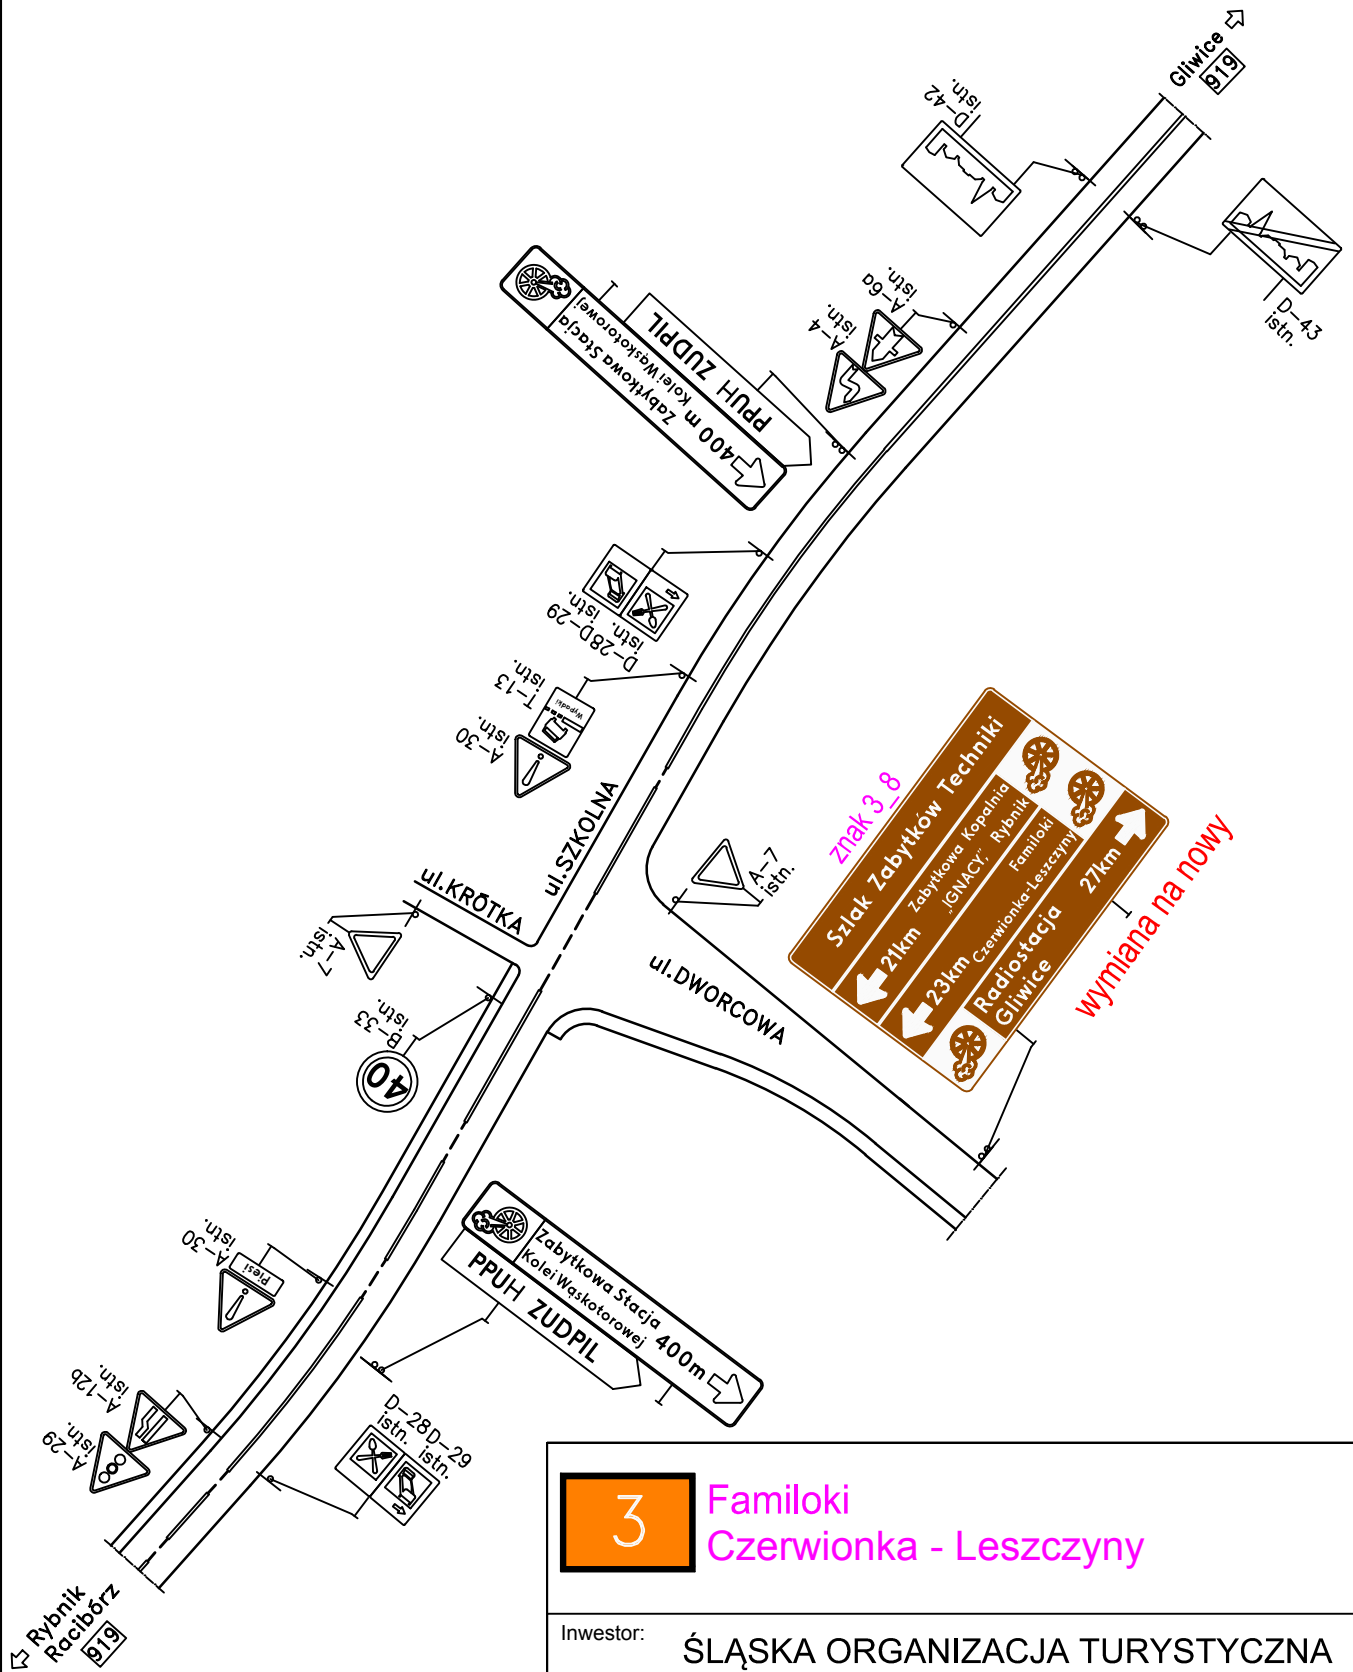 Gliwice
919
D-42
istn.
D-43
istn.
A-6a
istn.
A-4
istn.
Zabytkowa Stacja
Kolei Wąskotorowej
400 m
PPUH ZUDPIL
D-28
istn.
D-29
istn.
T-13
istn.
Wypadki
A-30
istn.
ul.SZKOLNA
ul.KRÓTKA
A-7
istn.
A-7
istn.
ul.DWORCOWA
B-33
istn.
40
znak 3_8
Szlak Zabytków Techniki
21km
Zabytkowa Kopalnia
„IGNACY," Rybnik
23km
Familoki
Czerwionka-Leszczyny
Radiostacja
Gliwice
27km
wymiana na nowy
A-30
istn.
Piesi
Zabytkowa Stacja
Kolei Wąskotorowej
400m
PPUH ZUDPIL
A-12b
istn.
A-29
istn.
D-28
istn.
D-29
istn.
Rybnik
Racibórz
919
3
Familoki
Czerwionka - Leszczyny
Inwestor:
ŚLĄSKA ORGANIZACJA TURYSTYCZNA